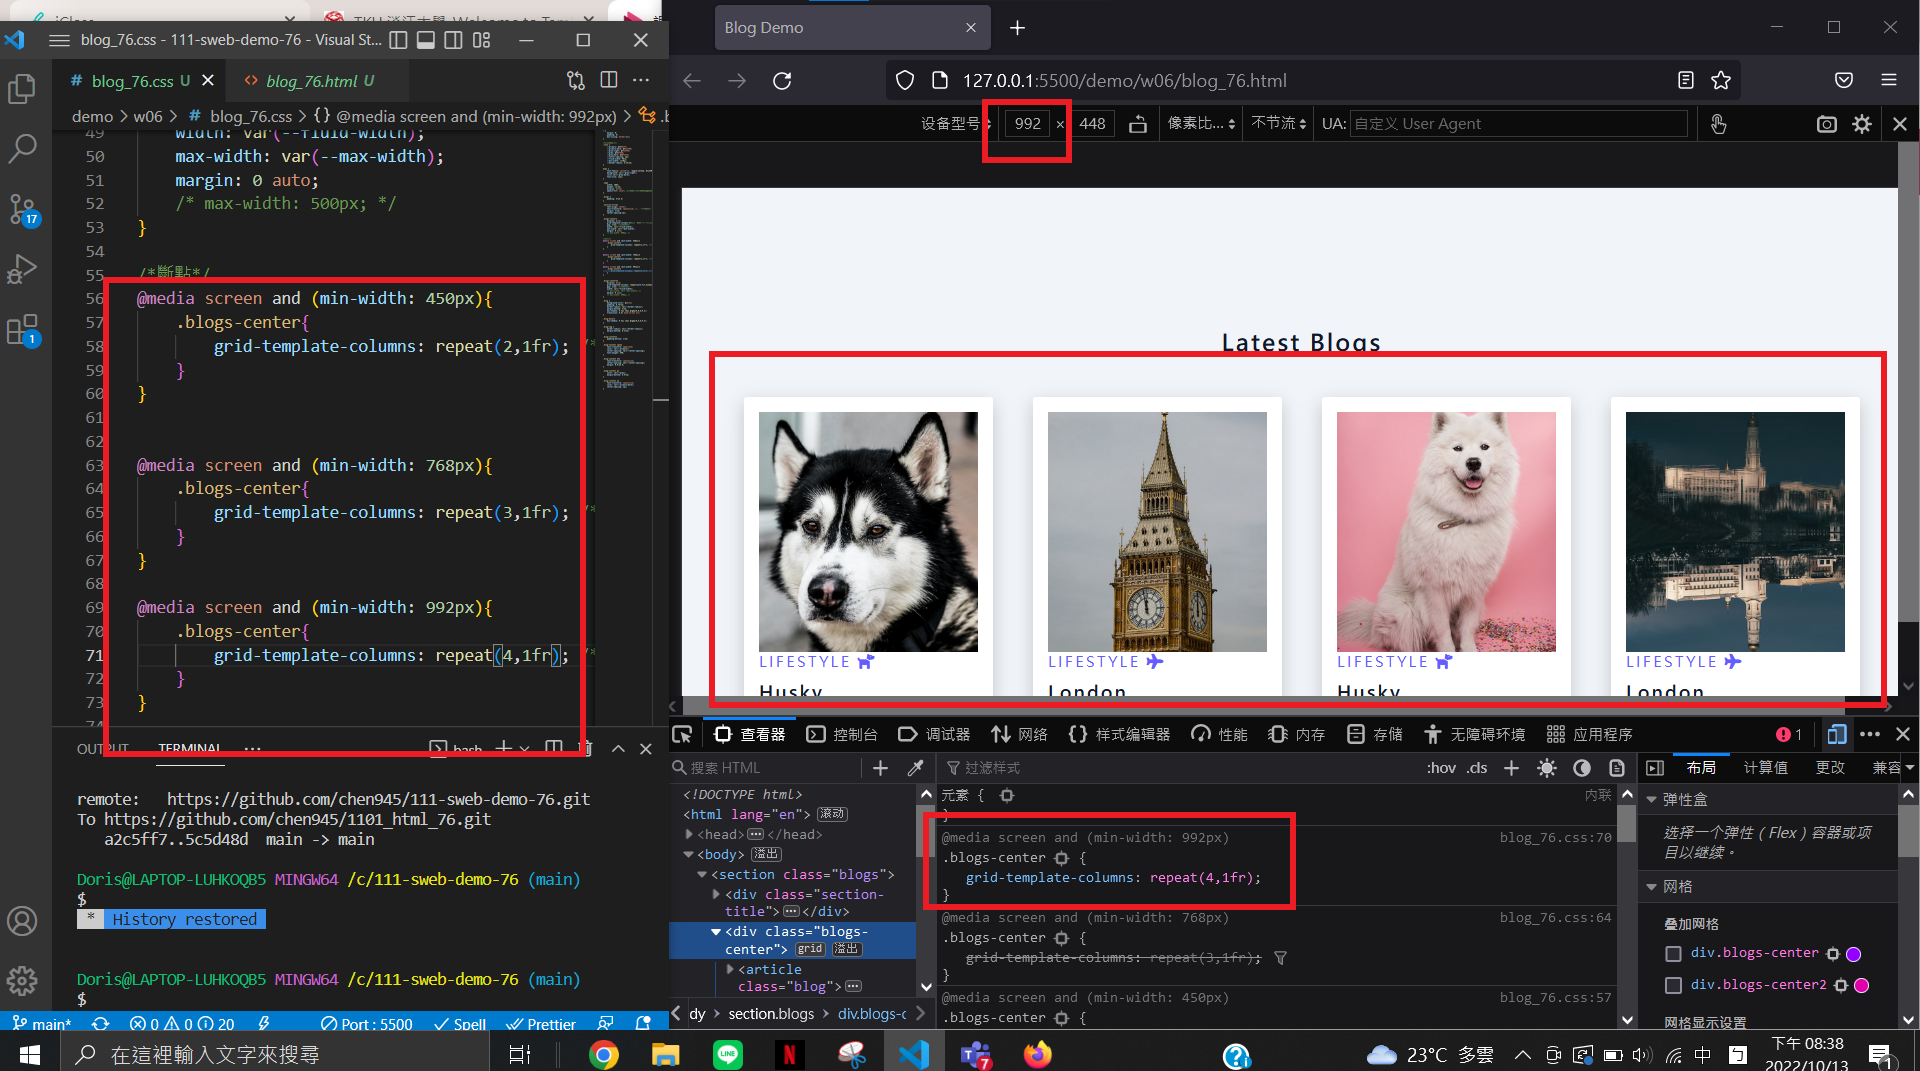 blog_76.css - 111-sweb-demo-76 - Visual St...
# blog_76.css U
<> blog_76.html U
demo > w06 > # blog_76.css > {} @media screen and (min-width: 992px) >
49 width: var(--fluid-width);
50 max-width: var(--max-width);
51 margin: 0 auto;
52 /* max-width: 500px; */
53 }
54
55 /*斷點*/
56 @media screen and (min-width: 450px){
57 .blogs-center{
58 grid-template-columns: repeat(2,1fr); /*
59 }
60 }
61
62
63 @media screen and (min-width: 768px){
64 .blogs-center{
65 grid-template-columns: repeat(3,1fr); /*
66 }
67 }
68
69 @media screen and (min-width: 992px){
70 .blogs-center{
71 grid-template-columns: repeat(4,1fr); /*
72 }
73 }
74
OUTPUT TERMINAL ... bash
remote: https://github.com/chen945/111-sweb-demo-76.git
To https://github.com/chen945/1101_html_76.git
a2c5ff7..5c5d48d main -> main
Doris@LAPTOP-LUHKOQB5 MINGW64 /c/111-sweb-demo-76 (main)
$
* History restored
Doris@LAPTOP-LUHKOQB5 MINGW64 /c/111-sweb-demo-76 (main)
$
17
1
main* 0 0 20 Port : 5500 Spell Prettier
Blog Demo
127.0.0.1:5500/demo/w06/blog_76.html
设备型号 992 × 448 像素比... 不节流 UA: 自定义 User Agent
Latest Blogs
LIFESTYLE
Husky
LIFESTYLE
London
LIFESTYLE
Husky
LIFESTYLE
London
查看器 控制台 调试器 网络 样式编辑器 性能 内存 存储 无障碍环境 应用程序 1
搜索 HTML
<!DOCTYPE html>
<html lang="en"> 滚动
<head> </head>
<body> 溢出
<section class="blogs">
<div class="section-
title"> </div>
<div class="blogs-
center"> grid 溢出
<article
class="blog">
dy > section.blogs > div.blogs-c
过滤样式 :hov .cls
元素 { 内联
}
@media screen and (min-width: 992px) blog_76.css:70
.blogs-center {
grid-template-columns: repeat(4,1fr);
}
@media screen and (min-width: 768px) blog_76.css:64
.blogs-center {
grid-template-columns: repeat(3,1fr);
}
@media screen and (min-width: 450px) blog_76.css:57
.blogs-center {
布局 计算值 更改 兼容
弹性盒
选择一个弹性（Flex）容器或项
目以继续。
网格
叠加网格
div.blogs-center
div.blogs-center2
网格显示设置
在這裡輸入文字來搜尋
7
23°C 多雲
中
下午 08:38
2022/10/13
1